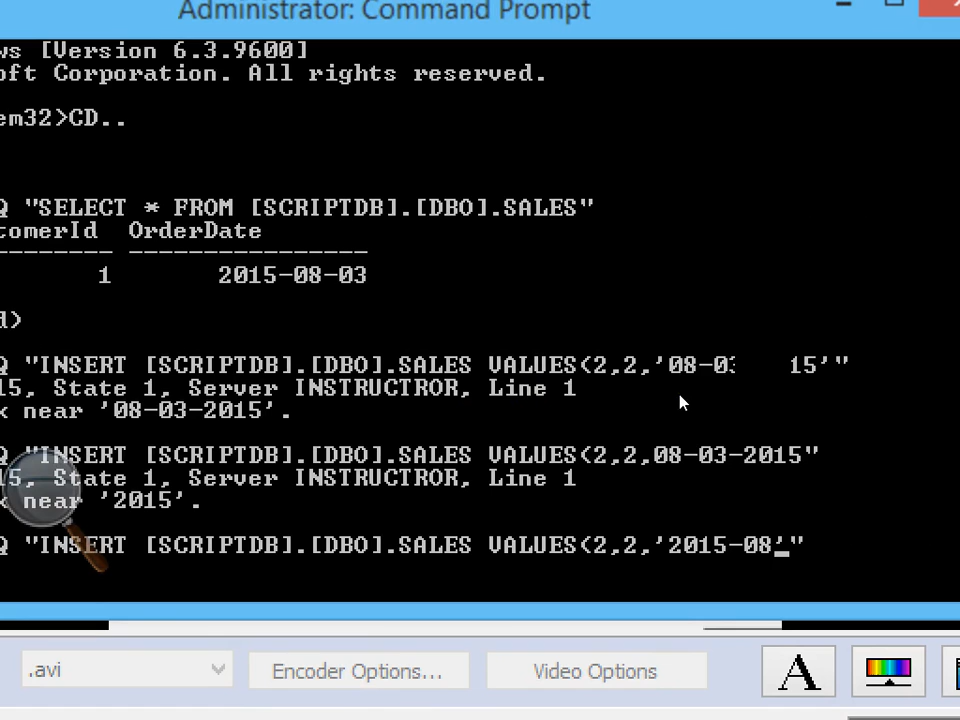 Administrator: Command Prompt
ws [Version 6.3.9600]
oft Corporation. All rights reserved.
em32>CD..
Q "SELECT * FROM [SCRIPTDB].[DBO].SALES"
tomerId OrderDate
-------- ----------------
1 2015-08-03
d)
Q "INSERT [SCRIPTDB].[DBO].SALES VALUES(2,2,'08-03 15'"
15, State 1, Server INSTRUCTOR, Line 1
x near '08-03-2015'.
Q "INSERT [SCRIPTDB].[DBO].SALES VALUES(2,2,08-03-2015"
15, State 1, Server INSTRUCTOR, Line 1
x near '2015'.
Q "INSERT [SCRIPTDB].[DBO].SALES VALUES(2,2,'2015-08'"
.avi
Encoder Options...
Video Options
A